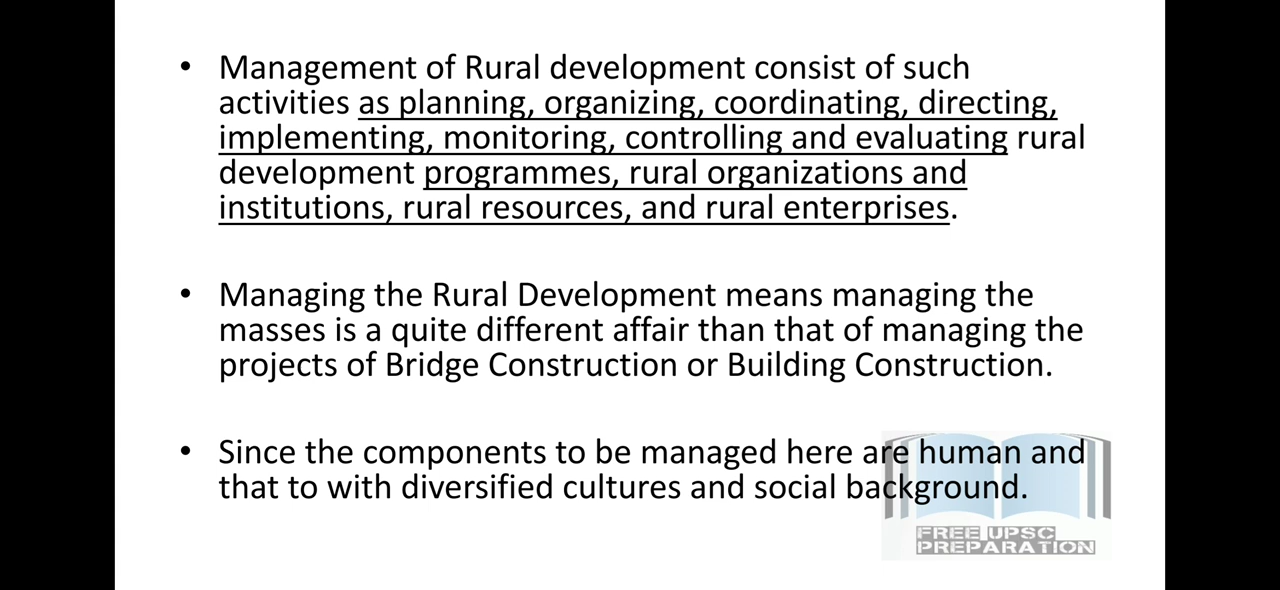 • Management of Rural development consist of such
activities as planning, organizing, coordinating, directing,
implementing, monitoring, controlling and evaluating rural
development programmes, rural organizations and
institutions, rural resources, and rural enterprises.
• Managing the Rural Development means managing the
masses is a quite different affair than that of managing the
projects of Bridge Construction or Building Construction.
• Since the components to be managed here are human and
that to with diversified cultures and social background.
FREE UPSC
PREPARATION